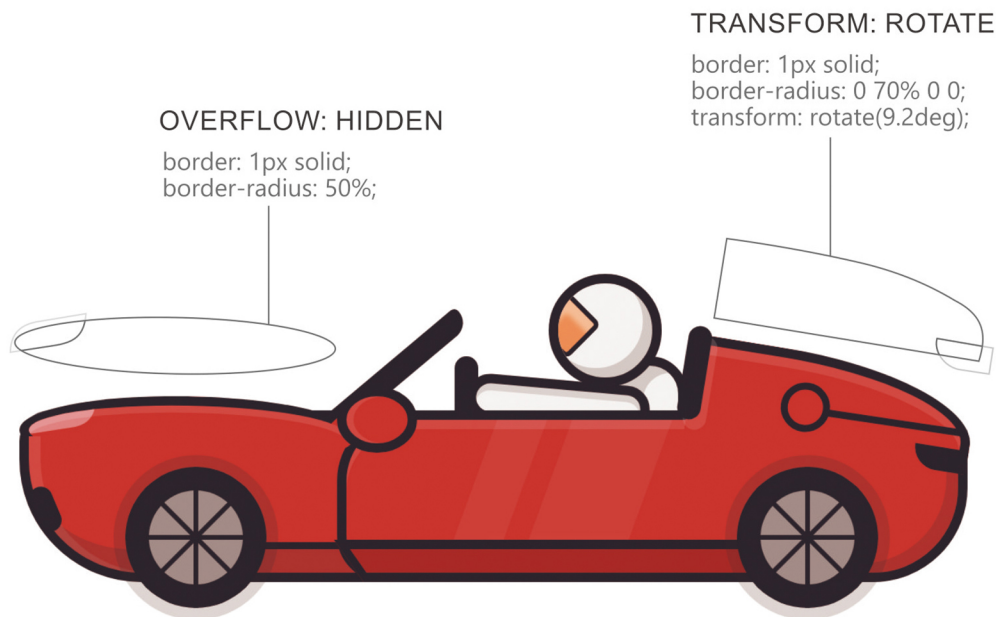 TRANSFORM: ROTATE
border: 1px solid;
border-radius: 0 70% 0 0;
transform: rotate(9.2deg);
OVERFLOW: HIDDEN
border: 1px solid;
border-radius: 50%;